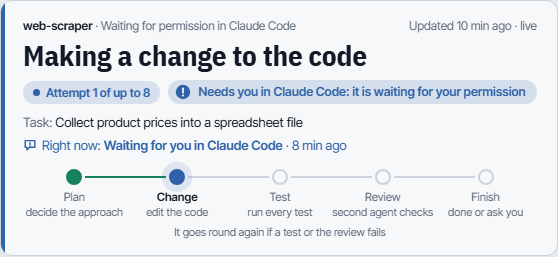 web-scraper · Waiting for permission in Claude Code
Updated 10 min ago · live
Making a change to the code
Attempt 1 of up to 8
Needs you in Claude Code: it is waiting for your permission
Task: Collect product prices into a spreadsheet file
Right now: Waiting for you in Claude Code · 8 min ago
Plan
decide the approach
Change
edit the code
Test
run every test
Review
second agent checks
Finish
done or ask you
It goes round again if a test or the review fails